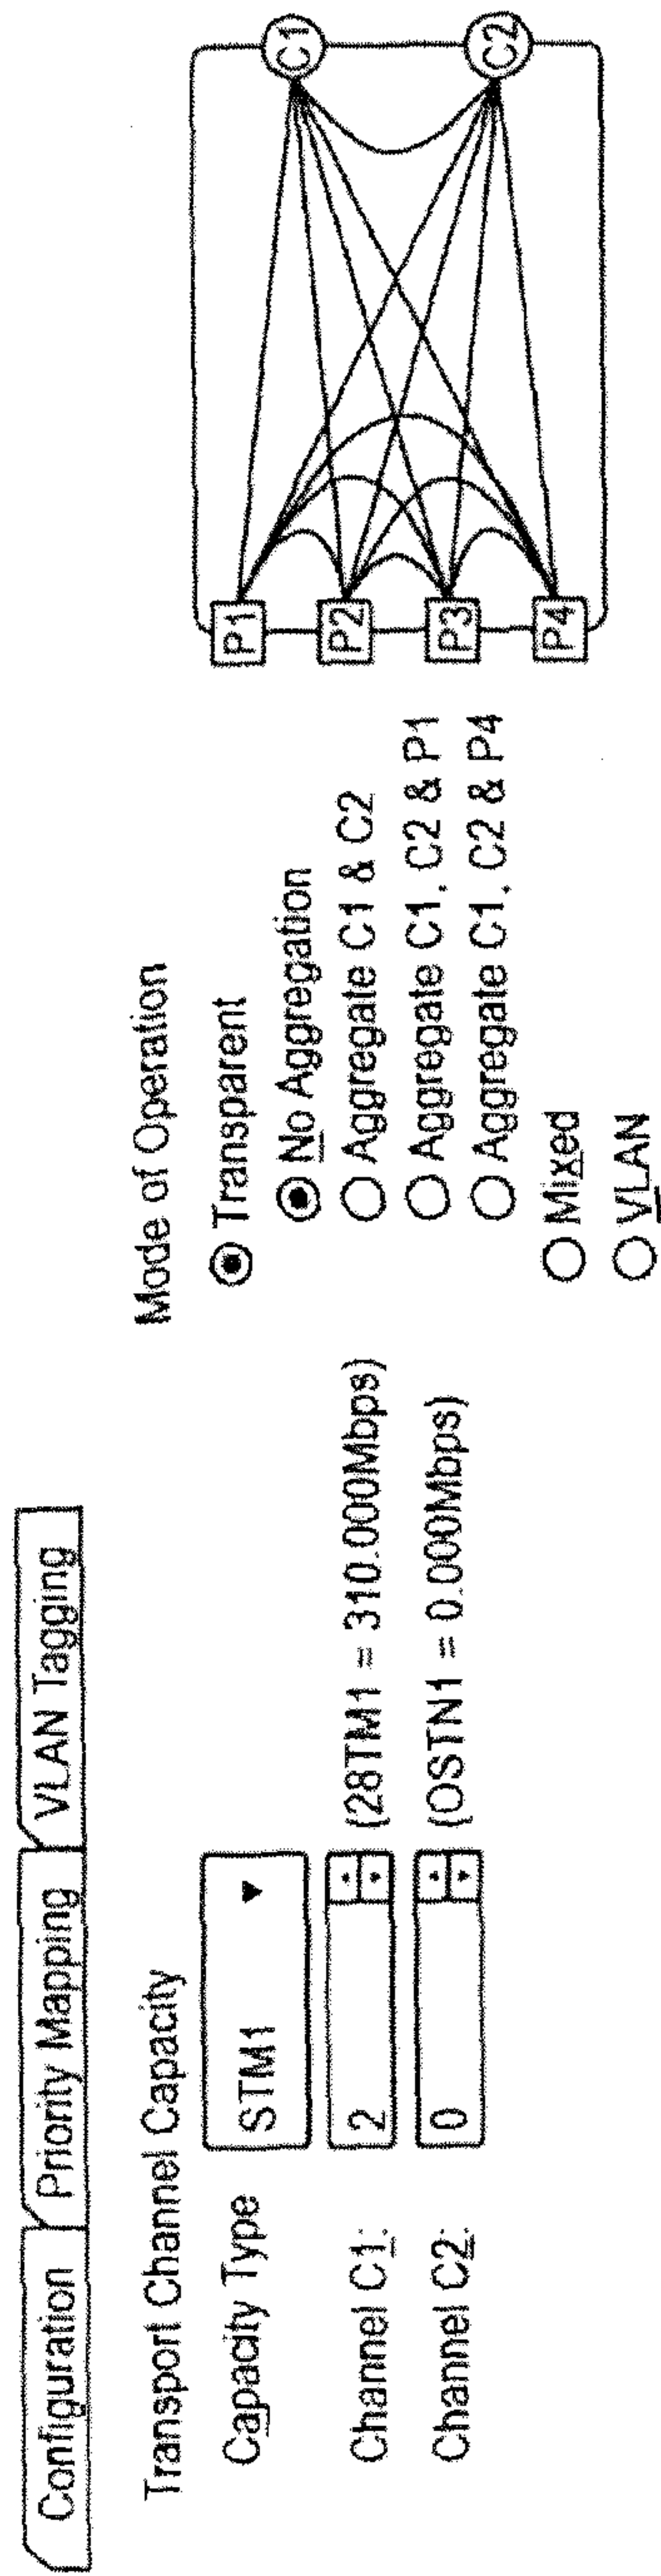 Configuration
Priority Mapping
VLAN Tagging
Transport Channel Capacity
Capacity Type
STM1
Channel C1:
2
(28TM1 = 310.000Mbps)
Channel C2:
0
(OSTN1 = 0.000Mbps)
Mode of Operation
Transparent
No Aggregation
Aggregate C1 & C2
Aggregate C1, C2 & P1
Aggregate C1, C2 & P4
Mixed
VLAN
P1
P2
P3
P4
C1
C2